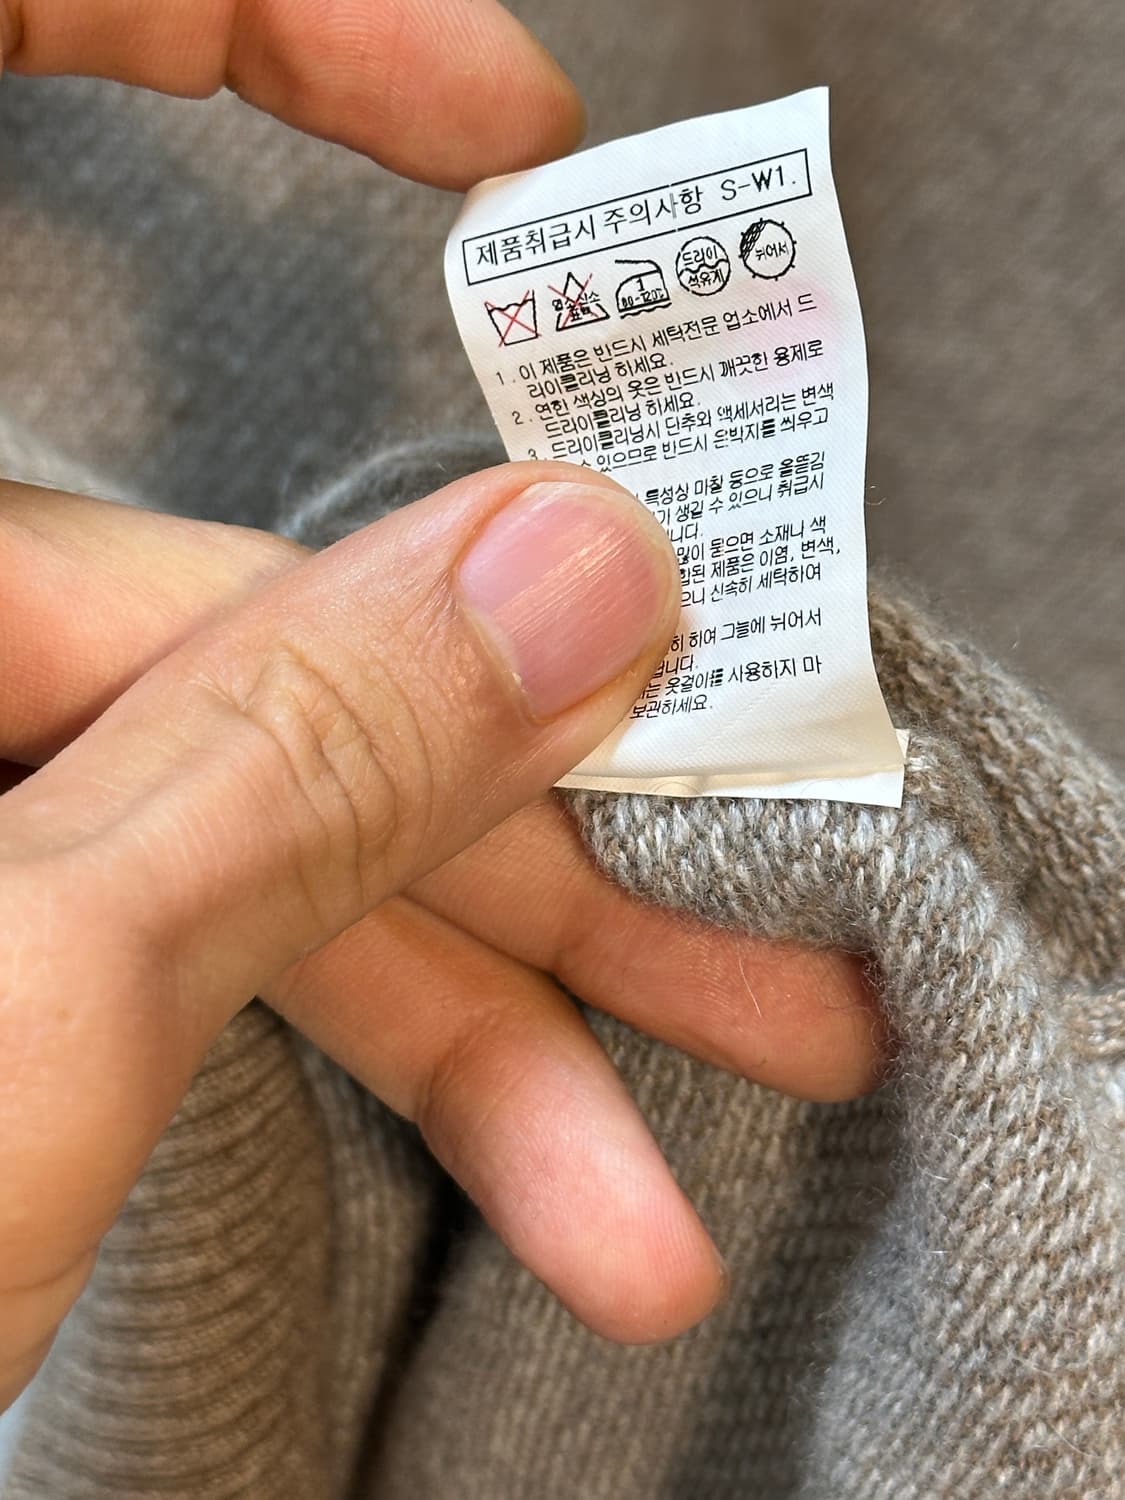 제품취급시 주의사항 S-W1.
염소산소
표백
1
80-120℃
드라이
석유계
뉘어서
1. 이 제품은 반드시 세탁전문 업소에서 드
라이클리닝 하세요.
2. 연한 색상의 옷은 반드시 깨끗한 용제로
드라이클리닝 하세요.
3. 드라이클리닝시 단추와 액세서리는 변색
수 있으므로 반드시 은박지를 씌우고
특성상 마찰 등으로 올뜯김
생길 수 있으니 취급시
많이 묻으면 소재나 색
제품은 이염, 변색,
신속히 세탁하여
하여 그늘에 뉘어서
옷걸이를 사용하지 마
보관하세요.